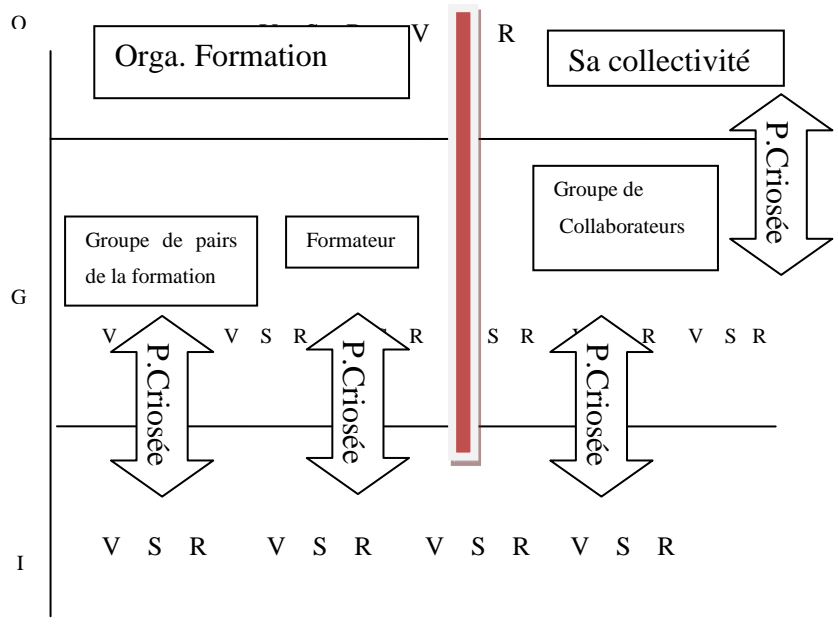 O
V R
Orga. Formation
Sa collectivité
P.Criosée
Groupe de
Collaborateurs
Groupe de pairs
de la formation
Formateur
G
V V S R R S R R V S R
P.Criosée P.Criosée P.Criosée
V S R V S R V S R V S R
I